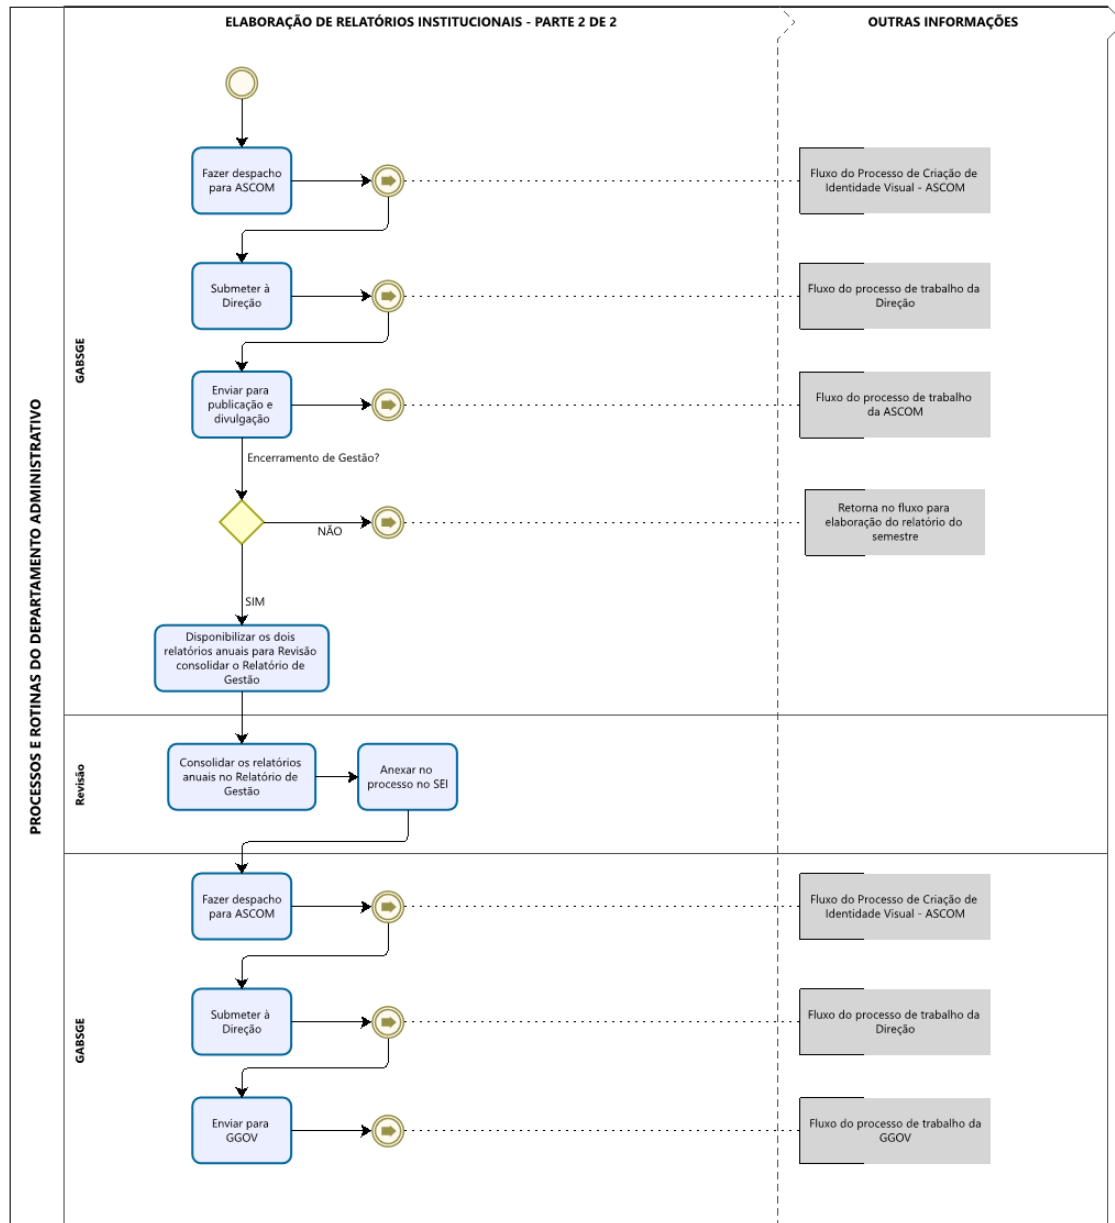 ELABORAÇÃO DE RELATÓRIOS INSTITUCIONAIS - PARTE 2 DE 2
OUTRAS INFORMAÇÕES
PROCESSOS E ROTINAS DO DEPARTAMENTO ADMINISTRATIVO
GABSGE
Fazer despacho
para ASCOM
Fluxo do Processo de Criação de
Identidade Visual - ASCOM
Submeter à
Direção
Fluxo do processo de trabalho da
Direção
Enviar para
publicação e
divulgação
Fluxo do processo de trabalho
da ASCOM
Encerramento de Gestão?
NÃO
Retorna no fluxo para
elaboração do relatório do
semestre
SIM
Disponibilizar os dois
relatórios anuais para Revisão
consolidar o Relatório de
Gestão
Revisão
Consolidar os relatórios
anuais no Relatório de
Gestão
Anexar no
processo no SEI
GABSGE
Fazer despacho
para ASCOM
Fluxo do Processo de Criação de
Identidade Visual - ASCOM
Submeter à
Direção
Fluxo do processo de trabalho da
Direção
Enviar para
GGOV
Fluxo do processo de trabalho da
GGOV